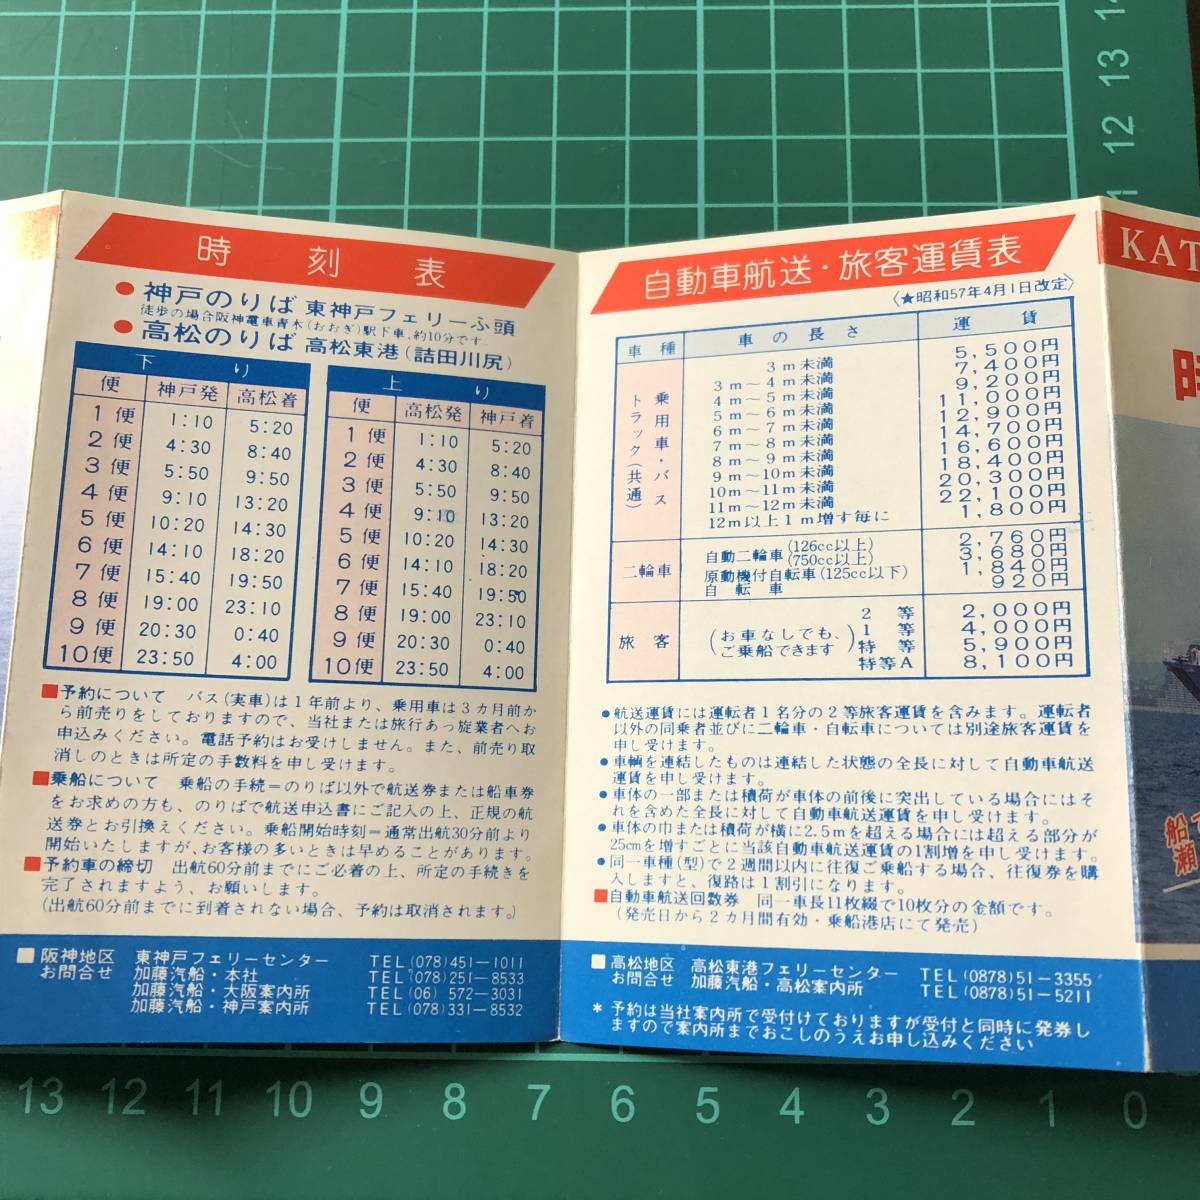 時刻表
●神戸のりば 東神戸フェリーふ頭
徒歩の場合阪神電車青木(おおぎ)駅下車、約10分です
●高松のりば 高松東港(詰田川尻)
下り
便 神戸発 高松着
1便 1:10 5:20
2便 4:30 8:40
3便 5:50 9:50
4便 9:10 13:20
5便 10:20 14:30
6便 14:10 18:20
7便 15:40 19:50
8便 19:00 23:10
9便 20:30 0:40
10便 23:50 4:00
上り
便 高松発 神戸着
1便 1:10 5:20
2便 4:30 8:40
3便 5:50 9:50
4便 9:10 13:20
5便 10:20 14:30
6便 14:10 18:20
7便 15:40 19:50
8便 19:00 23:10
9便 20:30 0:40
10便 23:50 4:00
■予約について バス(実車)は1年前より、乗用車は3カ月前か
ら前売りをしておりますので、当社または旅行あっ旋業者へお
申込みください。電話予約はお受けしません。また、前売り取
消しのときは所定の手数料を申し受けます。
■乗船について 乗船の手続=のりば以外で航送券または船車券
をお求めの方も、のりばで航送申込書にご記入の上、正規の航
送券とお引換えください。乗船開始時刻=通常出航30分前より
開始いたしますが、お客様の多いときは早めることがあります。
■予約車の締切 出航60分前までにご必着の上、所定の手続きを
完了されますよう、お願いします。
(出航60分前までに到着されない場合、予約は取消されます。)
■阪神地区 東神戸フェリーセンター TEL(078)451-1011
お問合せ 加藤汽船・本社 TEL(078)251-8533
加藤汽船・大阪案内所 TEL(06)572-3031
加藤汽船・神戸案内所 TEL(078)331-8532
自動車航送・旅客運賃表
〈★昭和57年4月1日改定〉
車種 車の長さ 運賃
乗用車・バス
トラック(共通)
3m未満 5,500円
3m~4m未満 7,400円
4m~5m未満 9,200円
5m~6m未満 11,000円
6m~7m未満 12,900円
7m~8m未満 14,700円
8m~9m未満 16,600円
9m~10m未満 18,400円
10m~11m未満 20,300円
11m~12m未満 22,100円
12m以上1m増す毎に 1,800円
二輪車
自動二輪車(126cc以上) 2,760円
(750cc以上) 3,680円
原動機付自転車(125cc以下) 1,840円
自転車 920円
旅客
(お車なしでも、ご乗船できます)
2等 2,000円
1等 4,000円
特等 5,900円
特等A 8,100円
●航送運賃には運転者1名分の2等旅客運賃を含みます。運転者
以外の同乗者並びに二輪車・自転車については別途旅客運賃を
申し受けます。
●車輌を連結したものは連結した状態の全長に対して自動車航送
運賃を申し受けます。
●車体の一部または積荷が車体の前後に突出している場合にはそ
れを含めた全長に対して自動車航送運賃を申し受けます。
●車体の巾または積荷が横に2.5mを超える場合には超える部分が
25cmを増すごとに当該自動車航送運賃の1割増を申し受けます。
●同一車種(型)で2週間以内に往復ご乗船する場合、往復券を購
入しますと、復路は1割引になります。
■自動車航送回数券 同一車長11枚綴で10枚分の金額です。
(発売日から2カ月間有効・乗船港店にて発売)
■高松地区 高松東港フェリーセンター TEL(0878)51-3355
お問合せ 加藤汽船・高松案内所 TEL(0878)51-5211
*予約は当社案内所で受付けておりますが受付と同時に発券し
ますので案内所までおこしのうえお申し込みください
KAT
船
瀬
14
13
12
11
13 12 11 10 9 8 7 6 5 4 3 2 1 0